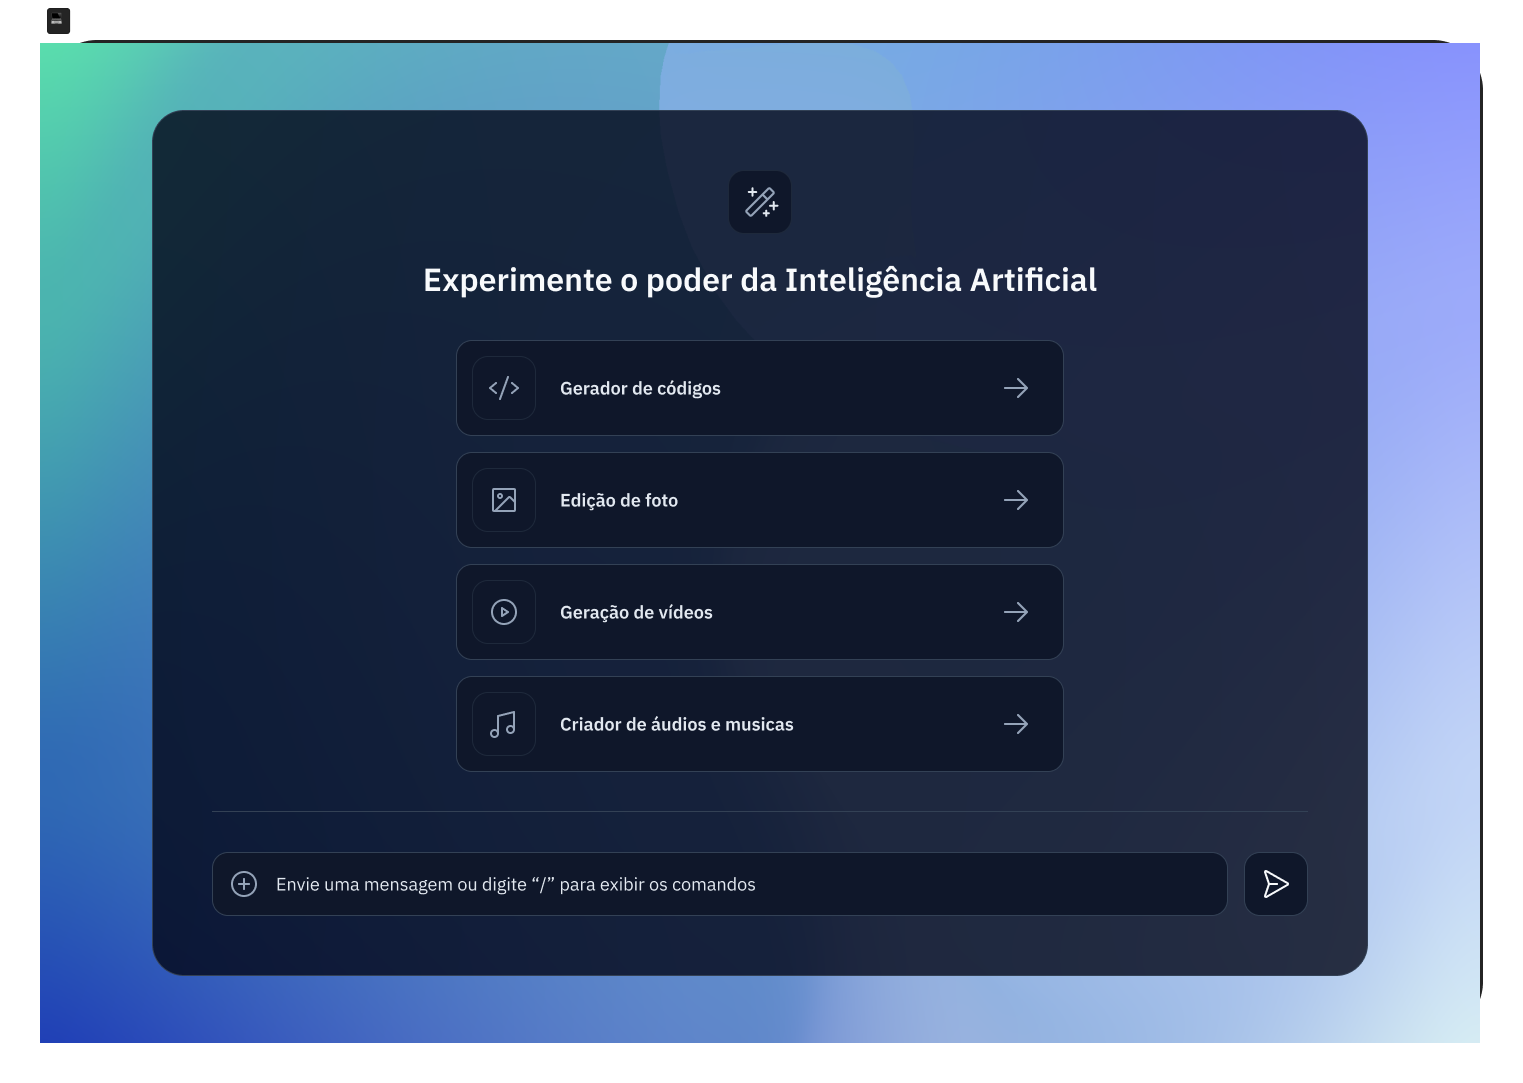 Experimente o poder da Inteligência Artificial
Gerador de códigos
Edição de foto
Geração de vídeos
Criador de áudios e musicas
Envie uma mensagem ou digite “/” para exibir os comandos